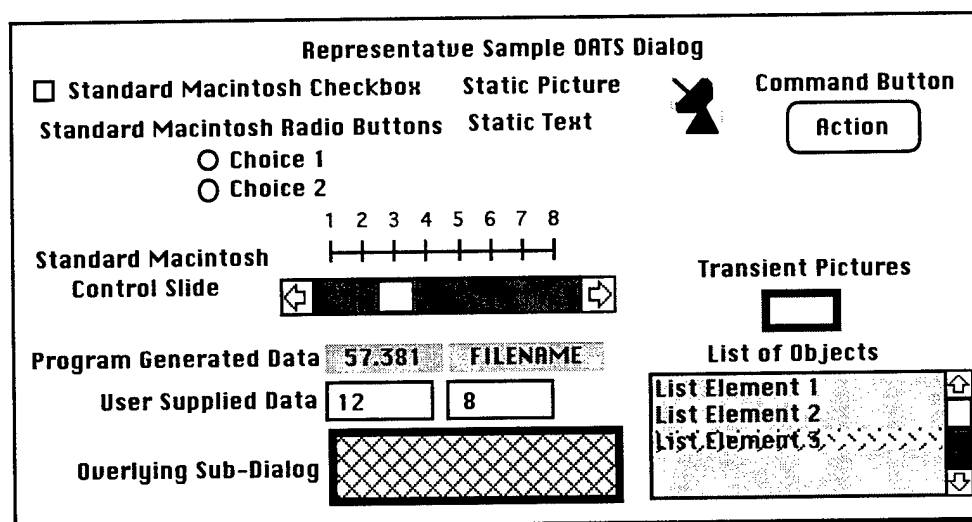 Representatve Sample OATS Dialog
Standard Macintosh Checkbox
Static Picture
Command Button
Standard Macintosh Radio Buttons
Static Text
Action
Choice 1
Choice 2
1 2 3 4 5 6 7 8
Standard Macintosh
Control Slide
Transient Pictures
Program Generated Data 57.381 FILENAME
List of Objects
User Supplied Data 12 8
List Element 1
List Element 2
List Element 3
Overlying Sub-Dialog